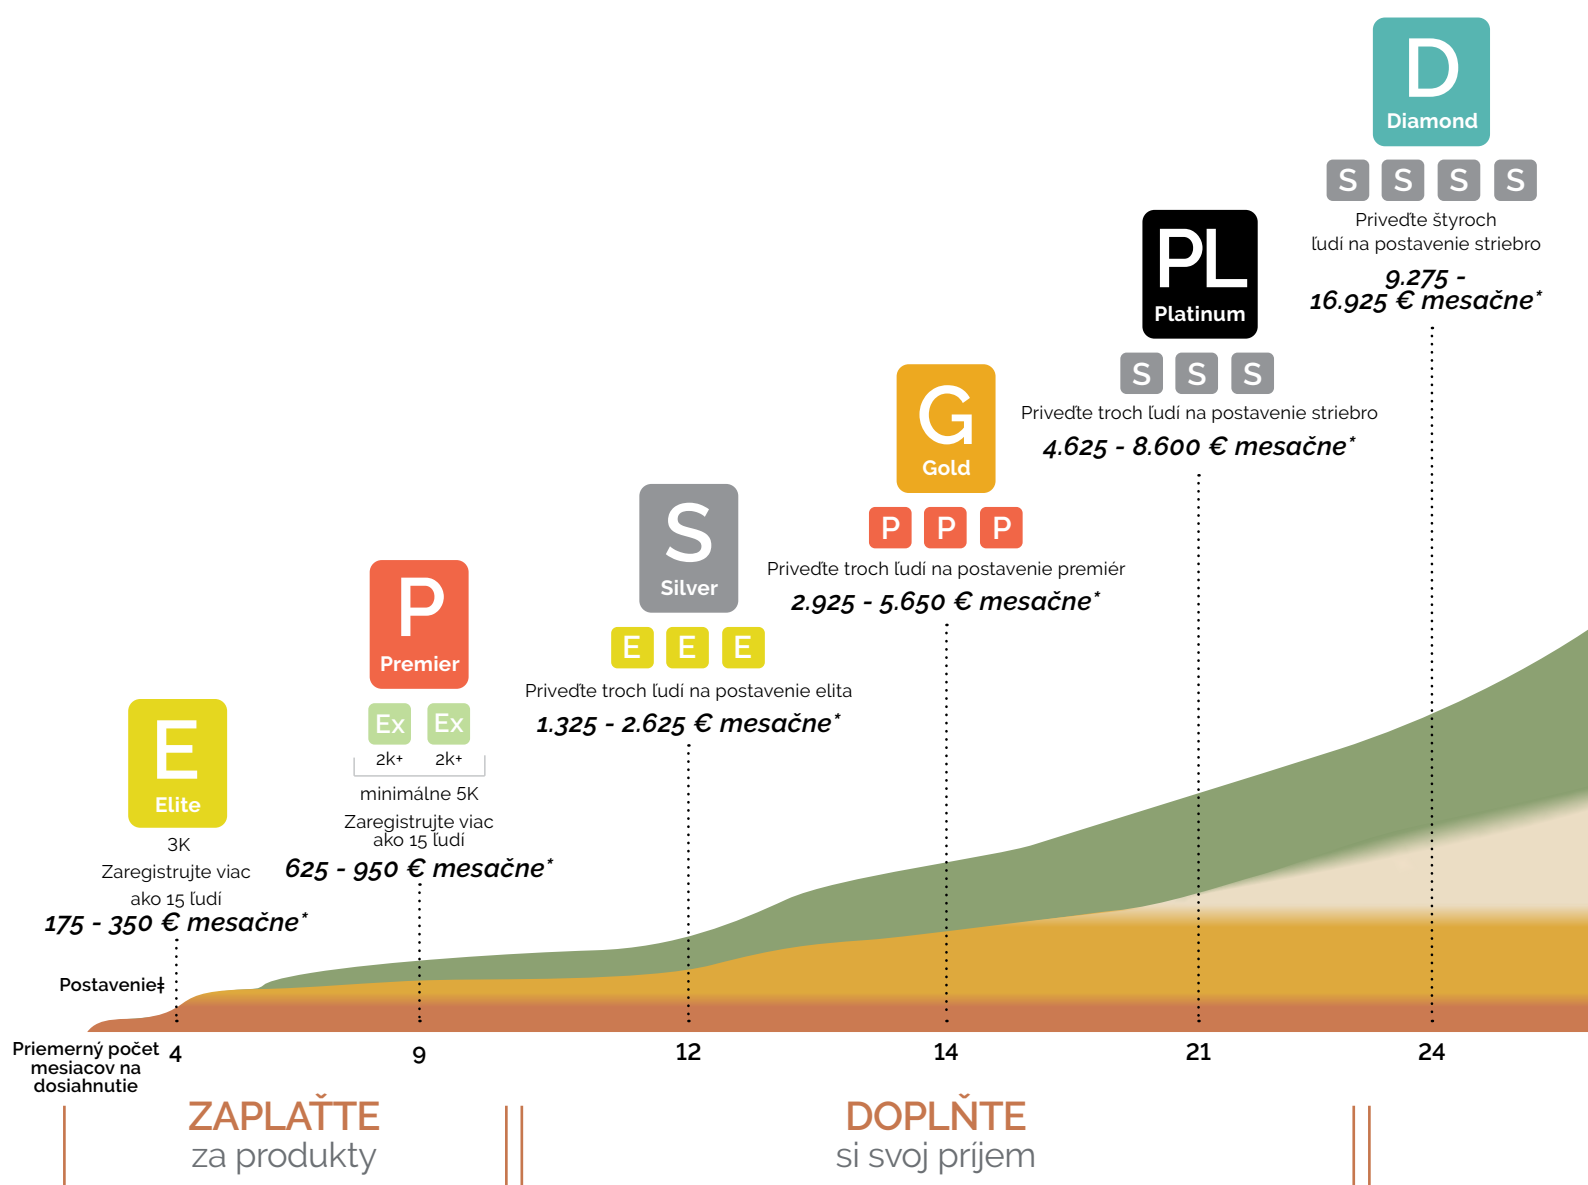 D
Diamond
S S S S
Priveďte štyroch
ľudí na postavenie striebro
9.275 -
16.925 € mesačne*
PL
Platinum
S S S
Priveďte troch ľudí na postavenie striebro
4.625 - 8.600 € mesačne*
G
Gold
P P P
Priveďte troch ľudí na postavenie premiér
2.925 - 5.650 € mesačne*
S
Silver
E E E
Priveďte troch ľudí na postavenie elita
1.325 - 2.625 € mesačne*
P
Premier
Ex Ex
2k+ 2k+
minimálne 5K
Zaregistrujte viac
ako 15 ľudí
625 - 950 € mesačne*
E
Elite
3K
Zaregistrujte viac
ako 15 ľudí
175 - 350 € mesačne*
Postavenie‡
Priemerný počet
mesiacov na
dosiahnutie
4 9 12 14 21 24
ZAPLAŤTE
za produkty
DOPLŇTE
si svoj príjem